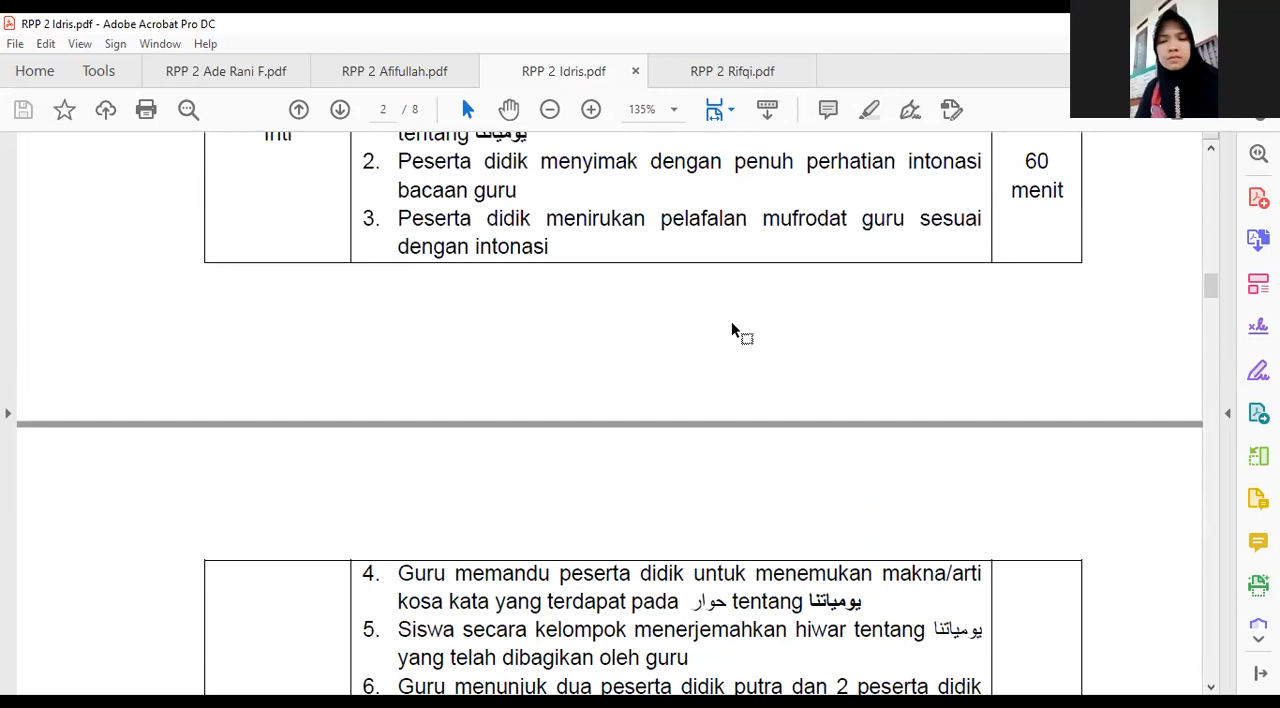 RPP 2 Idris.pdf - Adobe Acrobat Pro DC
File Edit View Sign Window Help
Home Tools RPP 2 Ade Rani F.pdf RPP 2 Afifullah.pdf RPP 2 Idris.pdf × RPP 2 Rifqi.pdf
2 / 8 135%
Inti tentang يومياتنا
2. Peserta didik menyimak dengan penuh perhatian intonasi 60
bacaan guru menit
3. Peserta didik menirukan pelafalan mufrodat guru sesuai
dengan intonasi
4. Guru memandu peserta didik untuk menemukan makna/arti
kosa kata yang terdapat pada حوار tentang يومياتنا
5. Siswa secara kelompok menerjemahkan hiwar tentang يومياتنا
yang telah dibagikan oleh guru
6. Guru menunjuk dua peserta didik putra dan 2 peserta didik